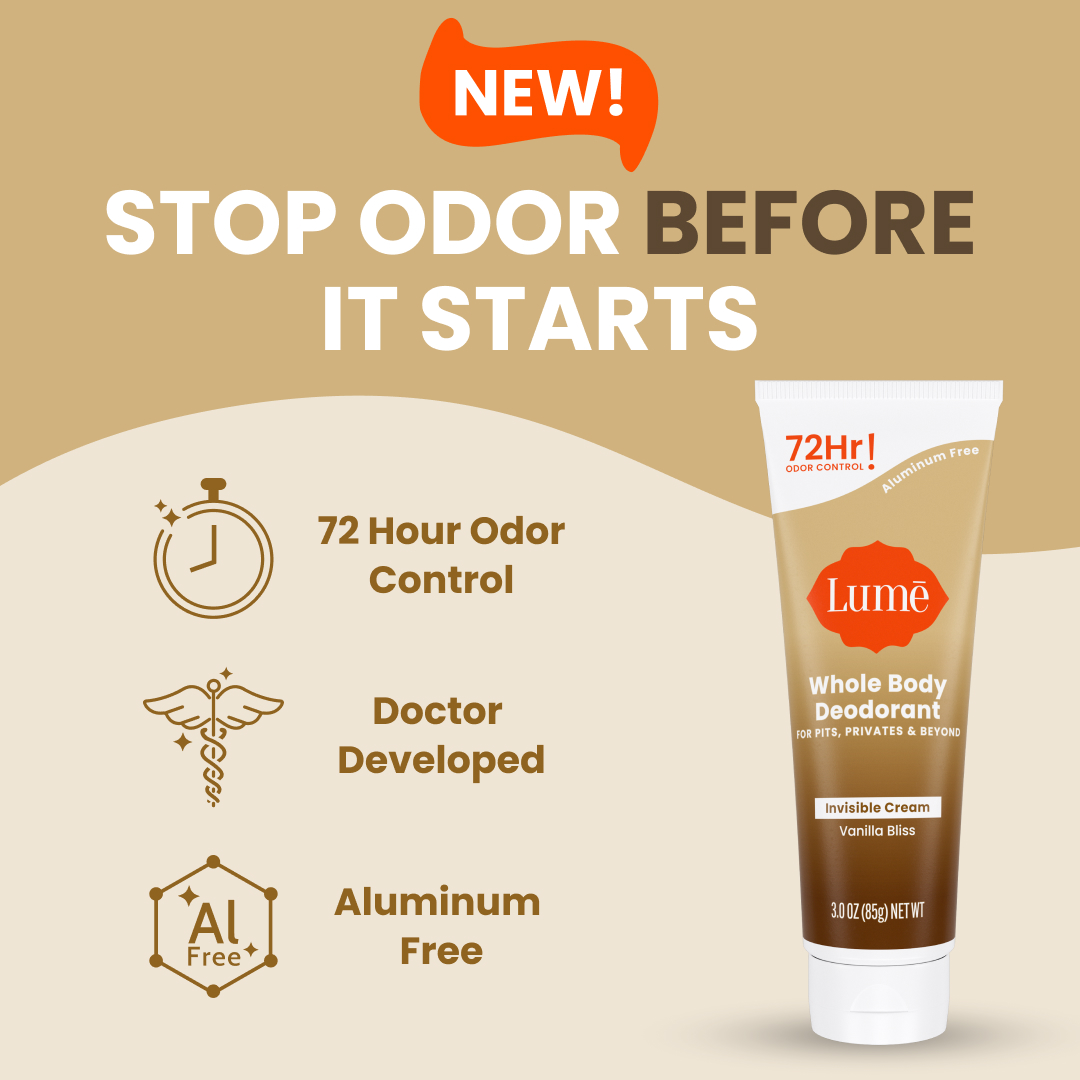 NEW!
STOP ODOR BEFORE
IT STARTS
72 Hour Odor
Control
Doctor
Developed
Al
Free
Aluminum
Free
72Hr!
ODOR CONTROL
Aluminum Free
Lumē
Whole Body
Deodorant
FOR PITS, PRIVATES & BEYOND
Invisible Cream
Vanilla Bliss
3.0 OZ (85g) NET WT